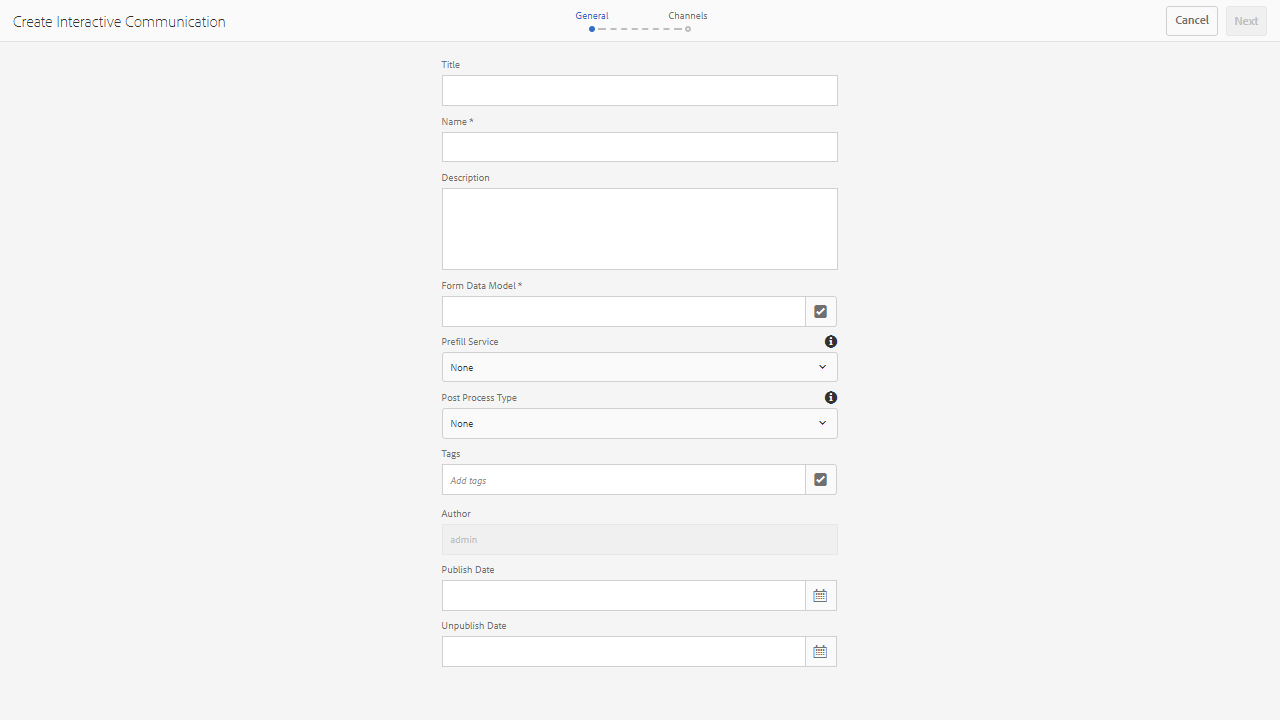 Create Interactive Communication
General
Channels
Cancel
Next
Title
Name *
Description
Form Data Model *
Prefill Service
None
Post Process Type
None
Tags
Add tags
Author
admin
Publish Date
Unpublish Date